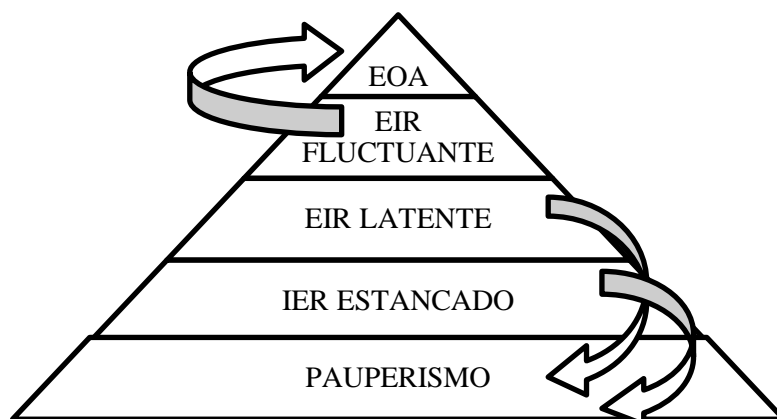 EOA
EIR
FLUCTUANTE
EIR LATENTE
IER ESTANCADO
PAUPERISMO